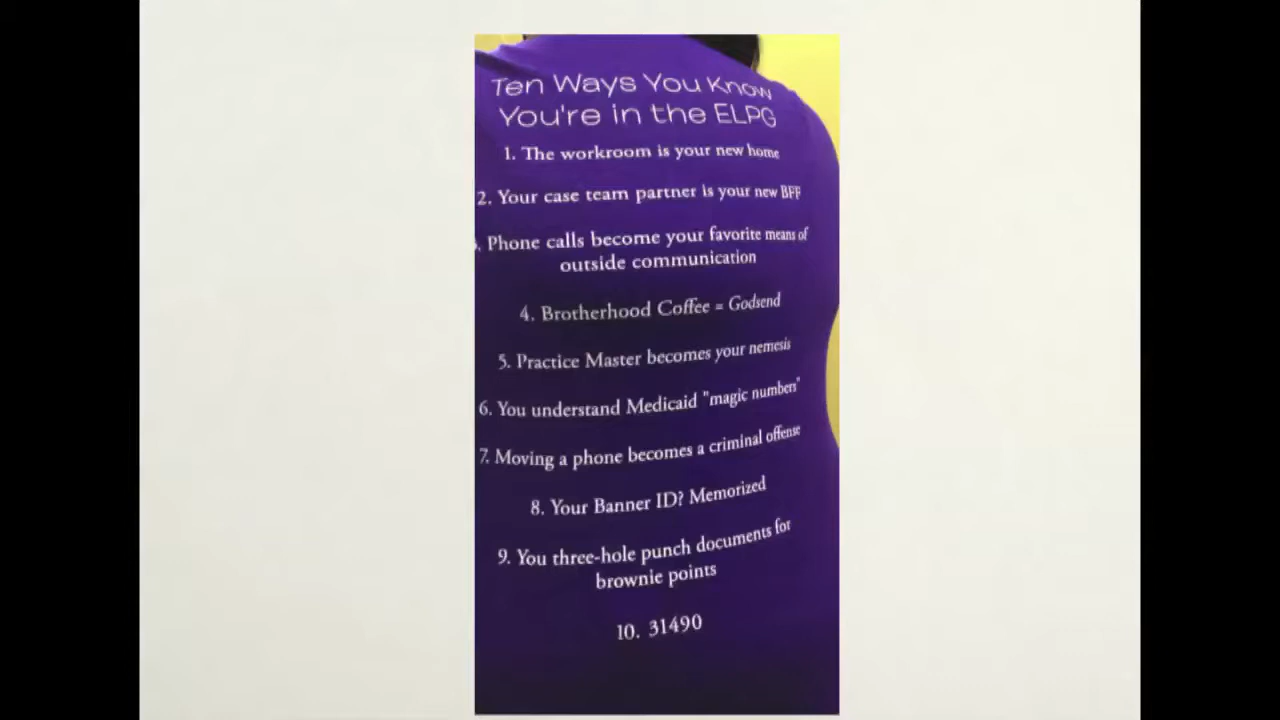 Ten Ways You Know
You're in the ELPG
1. The workroom is your new home
2. Your case team partner is your new BFF
. Phone calls become your favorite means of
outside communication
4. Brotherhood Coffee = Godsend
5. Practice Master becomes your nemesis
6. You understand Medicaid "magic numbers"
7. Moving a phone becomes a criminal offense
8. Your Banner ID? Memorized
9. You three-hole punch documents for
brownie points
10. 31490